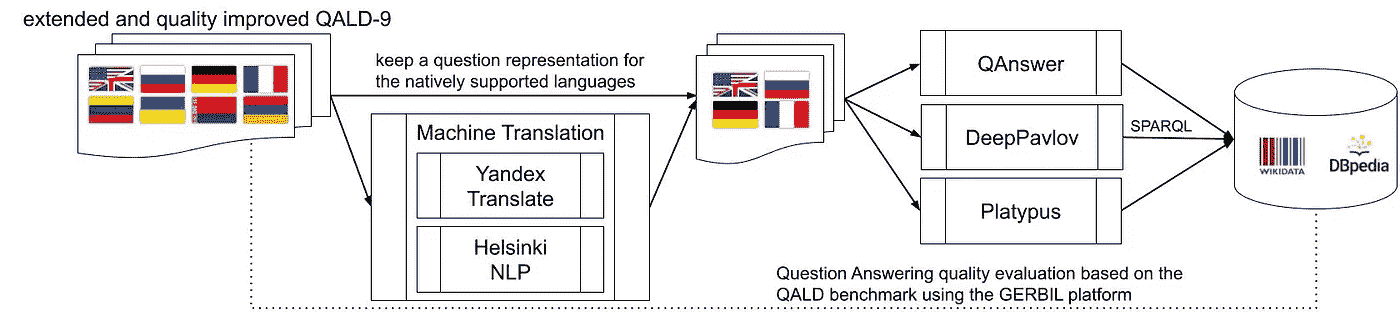 extended and quality improved QALD-9
keep a question representation for
the natively supported languages
Machine Translation
Yandex
Translate
Helsinki
NLP
QAnswer
DeepPavlov
Platypus
SPARQL
WIKIDATA
DBpedia
Question Answering quality evaluation based on the
QALD benchmark using the GERBIL platform